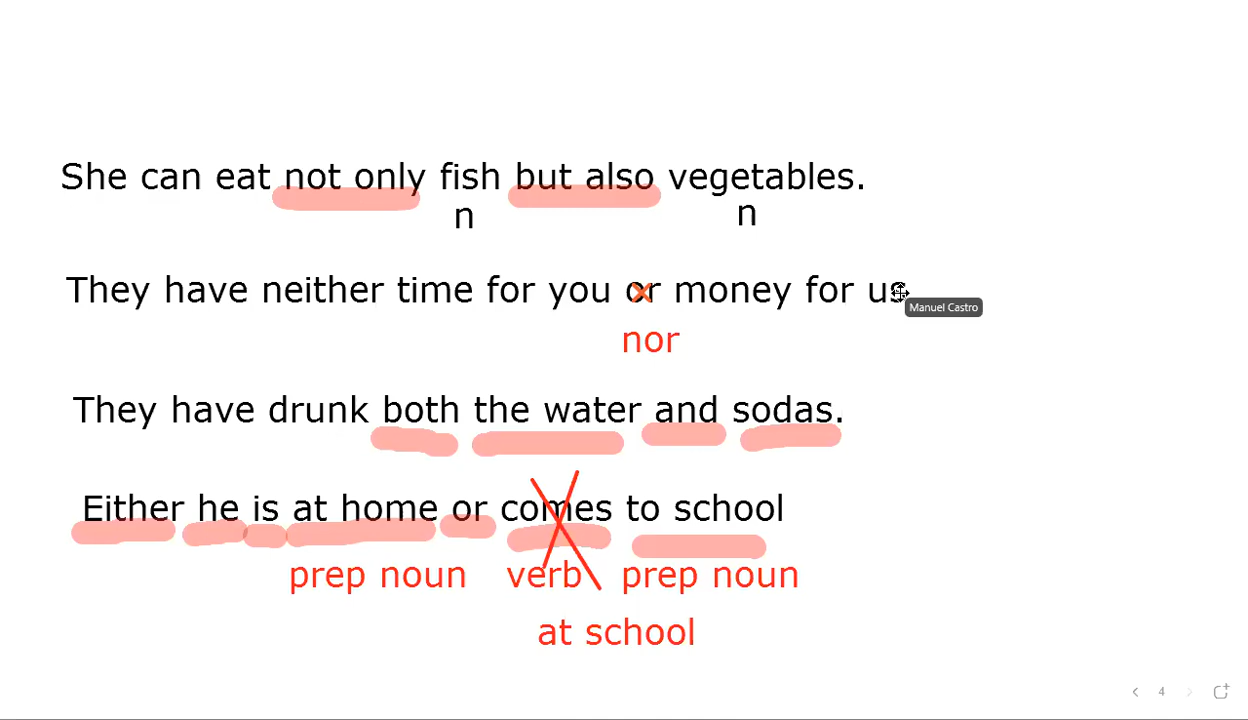 She can eat not only fish but also vegetables.
n n
They have neither time for you or money for us
Manuel Castro
nor
They have drunk both the water and sodas.
Either he is at home or comes to school
prep noun verb prep noun
at school
4